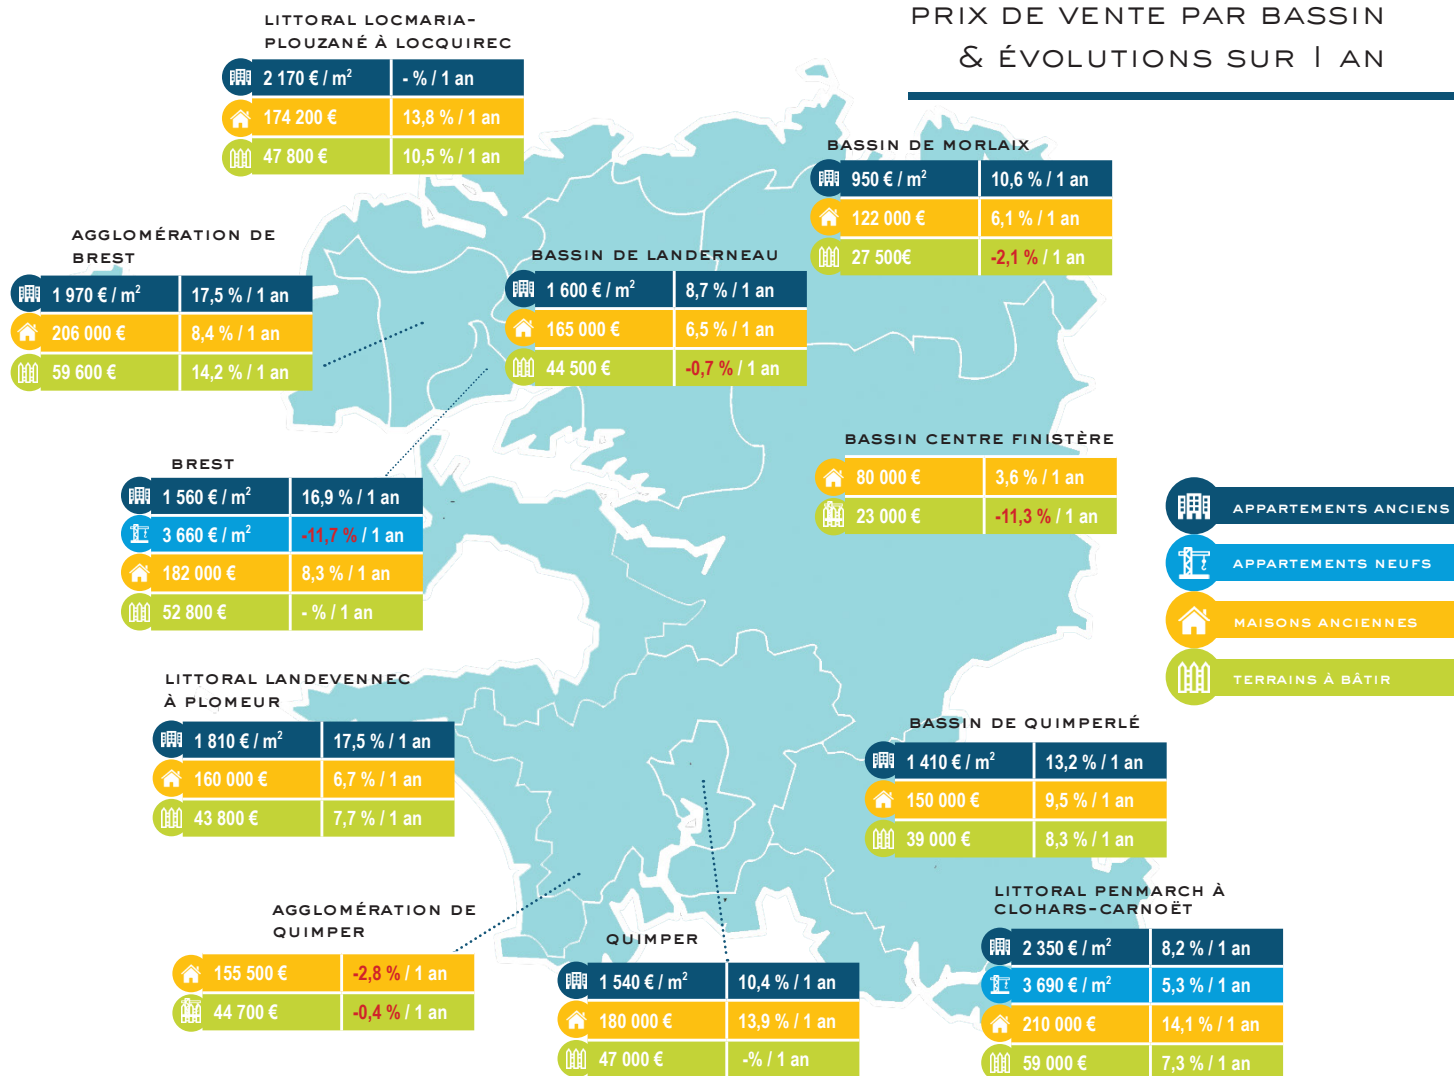 PRIX DE VENTE PAR BASSIN
& ÉVOLUTIONS SUR 1 AN
LITTORAL LOCMARIA-
PLOUZANÉ À LOCQUIREC
2 170 € / m² - % / 1 an
174 200 € 13,8 % / 1 an
47 800 € 10,5 % / 1 an
BASSIN DE MORLAIX
950 € / m² 10,6 % / 1 an
122 000 € 6,1 % / 1 an
27 500€ -2,1 % / 1 an
AGGLOMÉRATION DE
BREST
1 970 € / m² 17,5 % / 1 an
206 000 € 8,4 % / 1 an
59 600 € 14,2 % / 1 an
BASSIN DE LANDERNEAU
1 600 € / m² 8,7 % / 1 an
165 000 € 6,5 % / 1 an
44 500 € -0,7 % / 1 an
BASSIN CENTRE FINISTÈRE
80 000 € 3,6 % / 1 an
23 000 € -11,3 % / 1 an
BREST
1 560 € / m² 16,9 % / 1 an
3 660 € / m² -11,7 % / 1 an
182 000 € 8,3 % / 1 an
52 800 € - % / 1 an
APPARTEMENTS ANCIENS
APPARTEMENTS NEUFS
MAISONS ANCIENNES
TERRAINS À BÂTIR
LITTORAL LANDEVENNEC
À PLOMEUR
1 810 € / m² 17,5 % / 1 an
160 000 € 6,7 % / 1 an
43 800 € 7,7 % / 1 an
BASSIN DE QUIMPERLÉ
1 410 € / m² 13,2 % / 1 an
150 000 € 9,5 % / 1 an
39 000 € 8,3 % / 1 an
AGGLOMÉRATION DE
QUIMPER
155 500 € -2,8 % / 1 an
44 700 € -0,4 % / 1 an
QUIMPER
1 540 € / m² 10,4 % / 1 an
180 000 € 13,9 % / 1 an
47 000 € -% / 1 an
LITTORAL PENMARCH À
CLOHARS-CARNOËT
2 350 € / m² 8,2 % / 1 an
3 690 € / m² 5,3 % / 1 an
210 000 € 14,1 % / 1 an
59 000 € 7,3 % / 1 an